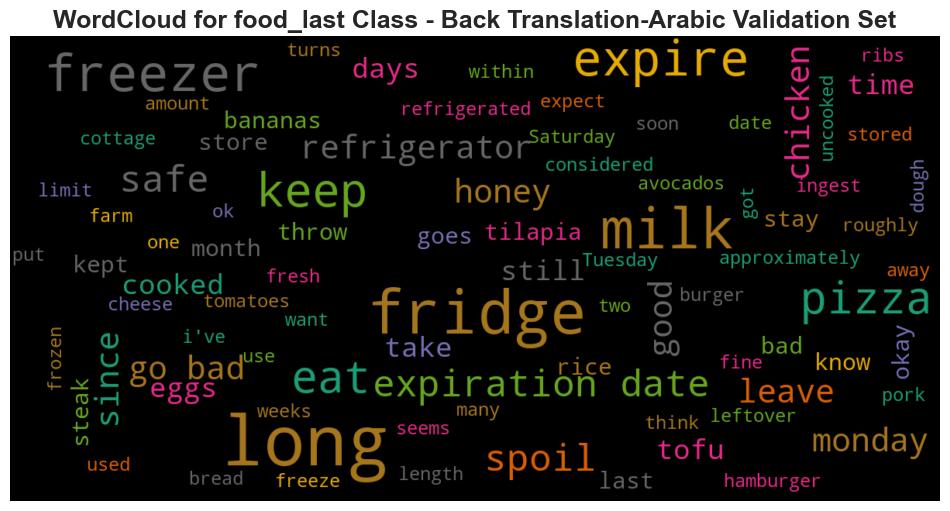 WordCloud for food_last Class - Back Translation-Arabic Validation Set
freezer
turns
days
within
expire
chicken
ribs
time
amount
refrigerated
expect
uncooked
cottage
bananas
store
refrigerator
Saturday
soon
date
stored
considered
limit
safe
keep
honey
avocados
got
ingest
dough
farm
ok
throw
goes
tilapia
milk
stay
roughly
put
one
month
kept
cooked
fresh
still
Tuesday
approximately
away
cheese
tomatoes
want
fridge
two
good
burger
pizza
frozen
since
i've
use
take
rice
bad
fine
know
okay
steak
go bad
eggs
eat
expiration date
leave
pork
long
weeks
seems
many
think
leftover
spoil
tofu
monday
used
bread
freeze
length
last
hamburger